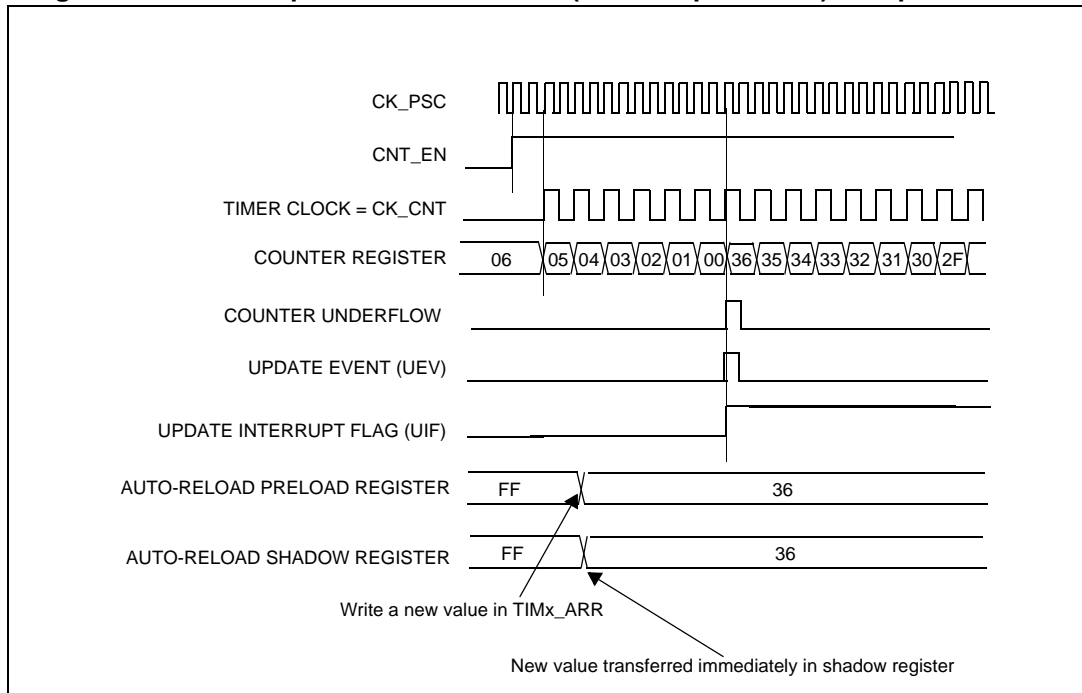 CK_PSC
CNT_EN
TIMER CLOCK = CK_CNT
COUNTER REGISTER 06 05 04 03 02 01 00 36 35 34 33 32 31 30 2F
COUNTER UNDERFLOW
UPDATE EVENT (UEV)
UPDATE INTERRUPT FLAG (UIF)
AUTO-RELOAD PRELOAD REGISTER FF 36
AUTO-RELOAD SHADOW REGISTER FF 36
Write a new value in TIMx_ARR
New value transferred immediately in shadow register